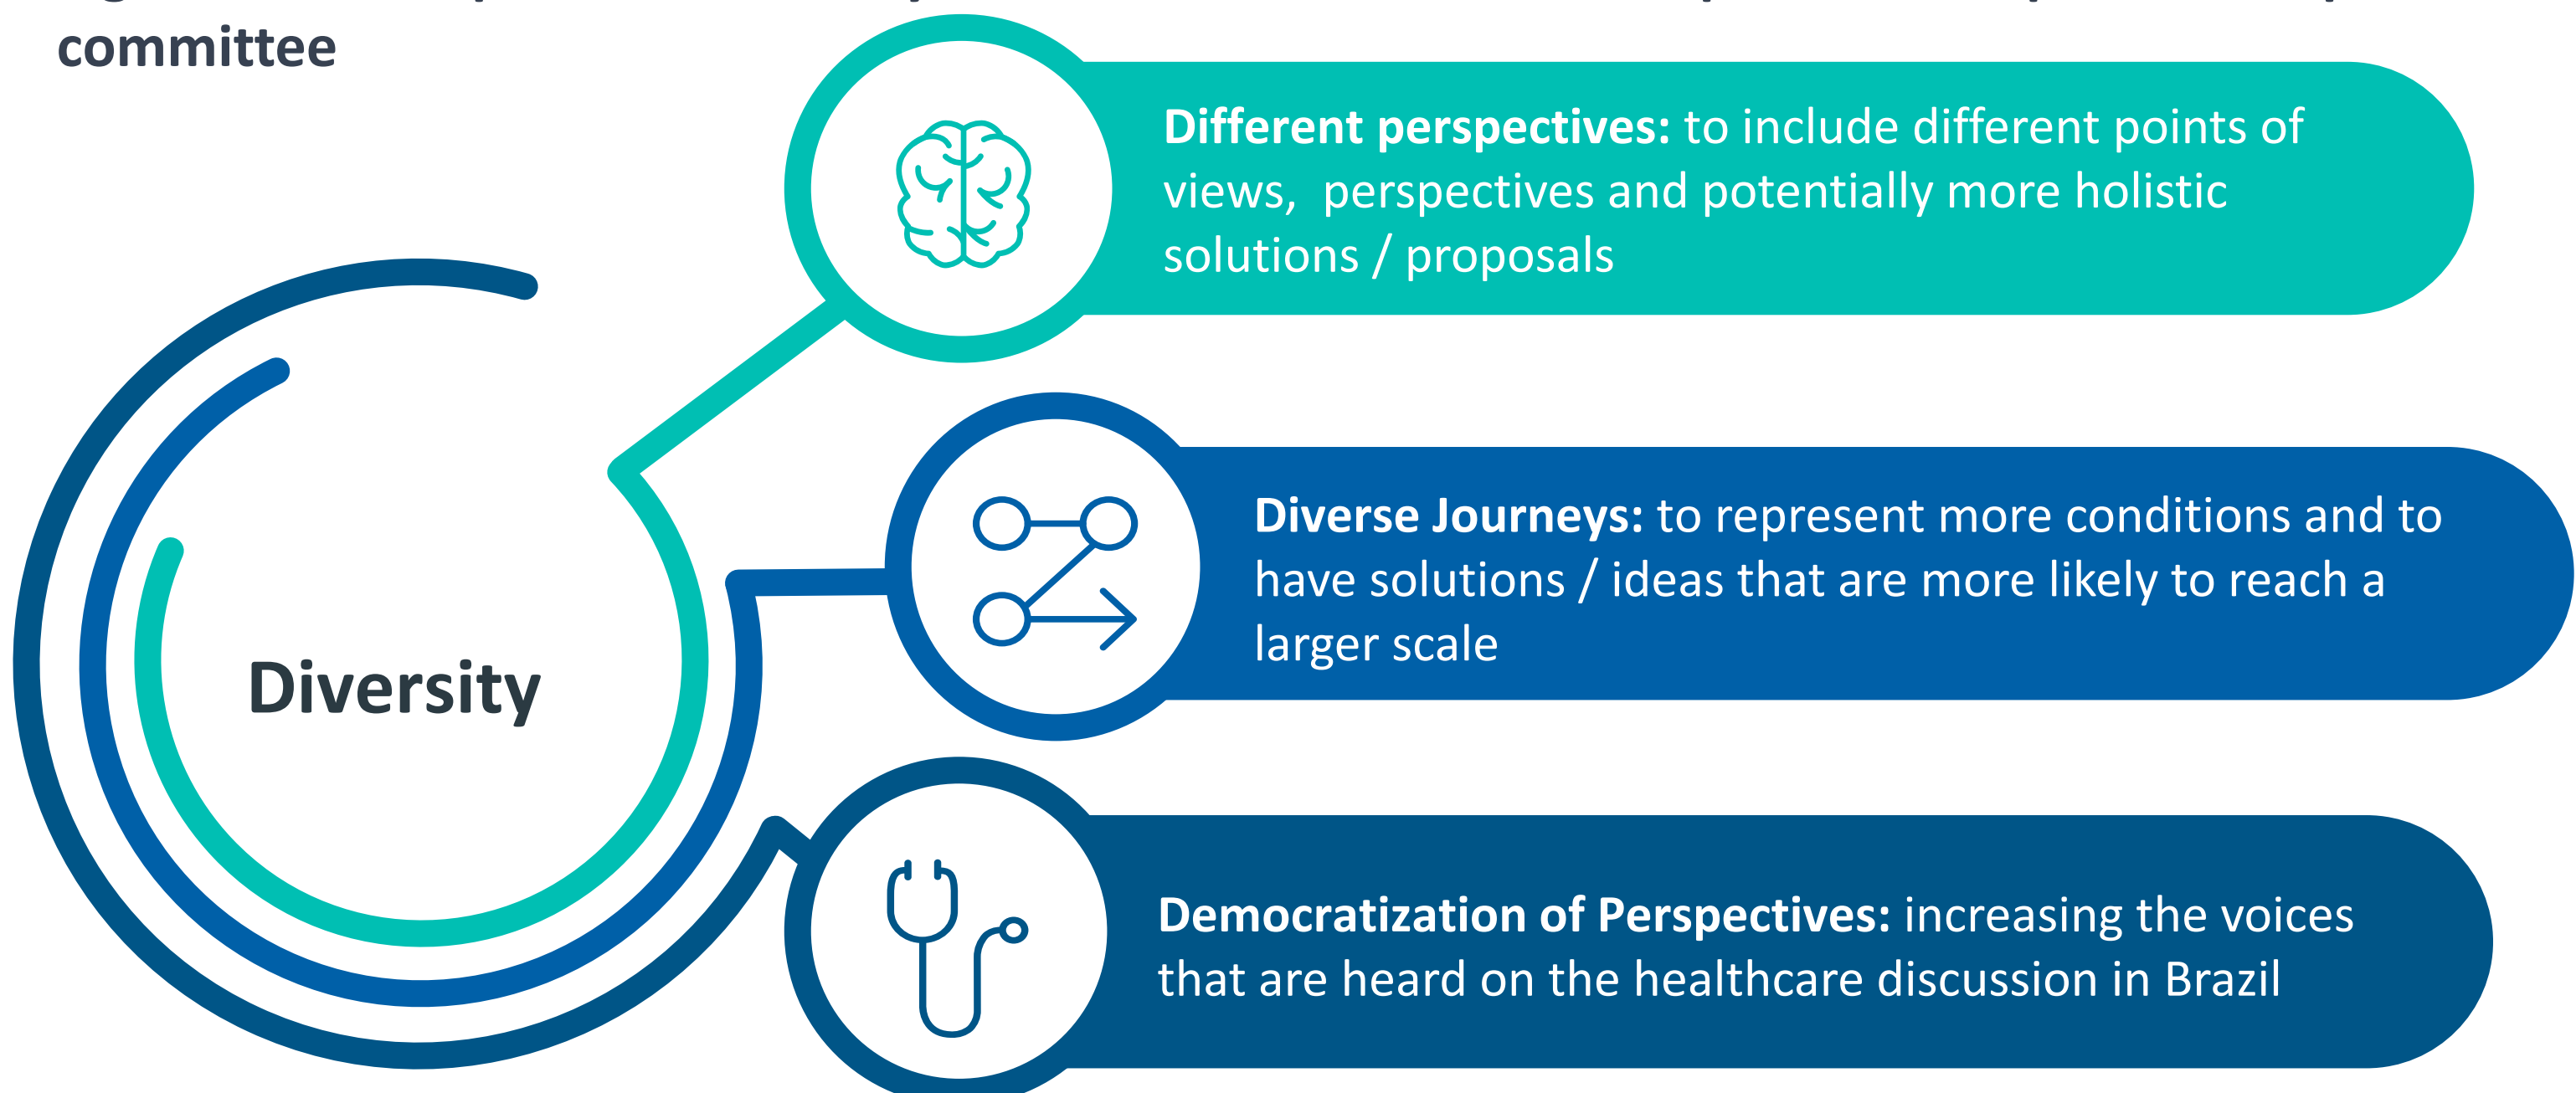 committee
Different perspectives: to include different points of
views,  perspectives and potentially more holistic
solutions / proposals
Diverse Journeys: to represent more conditions and to
have solutions / ideas that are more likely to reach a
larger scale
Diversity
Democratization of Perspectives: increasing the voices
that are heard on the healthcare discussion in Brazil